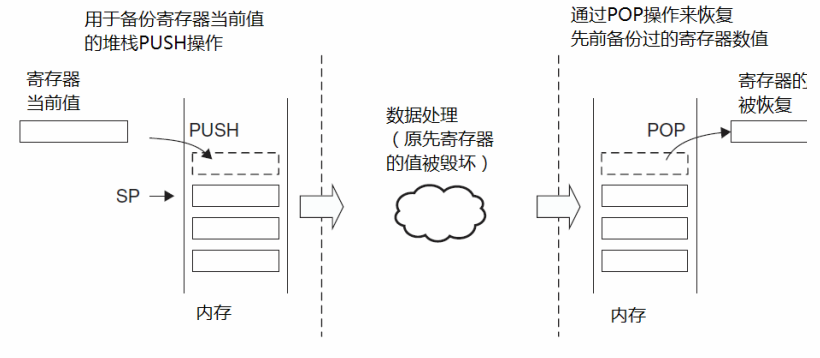 用于备份寄存器当前值
的堆栈PUSH操作
通过POP操作来恢复
先前备份过的寄存器数值
寄存器
当前值
PUSH
SP
内存
数据处理
（原先寄存器
的值被毁坏）
寄存器的
被恢复
POP
内存